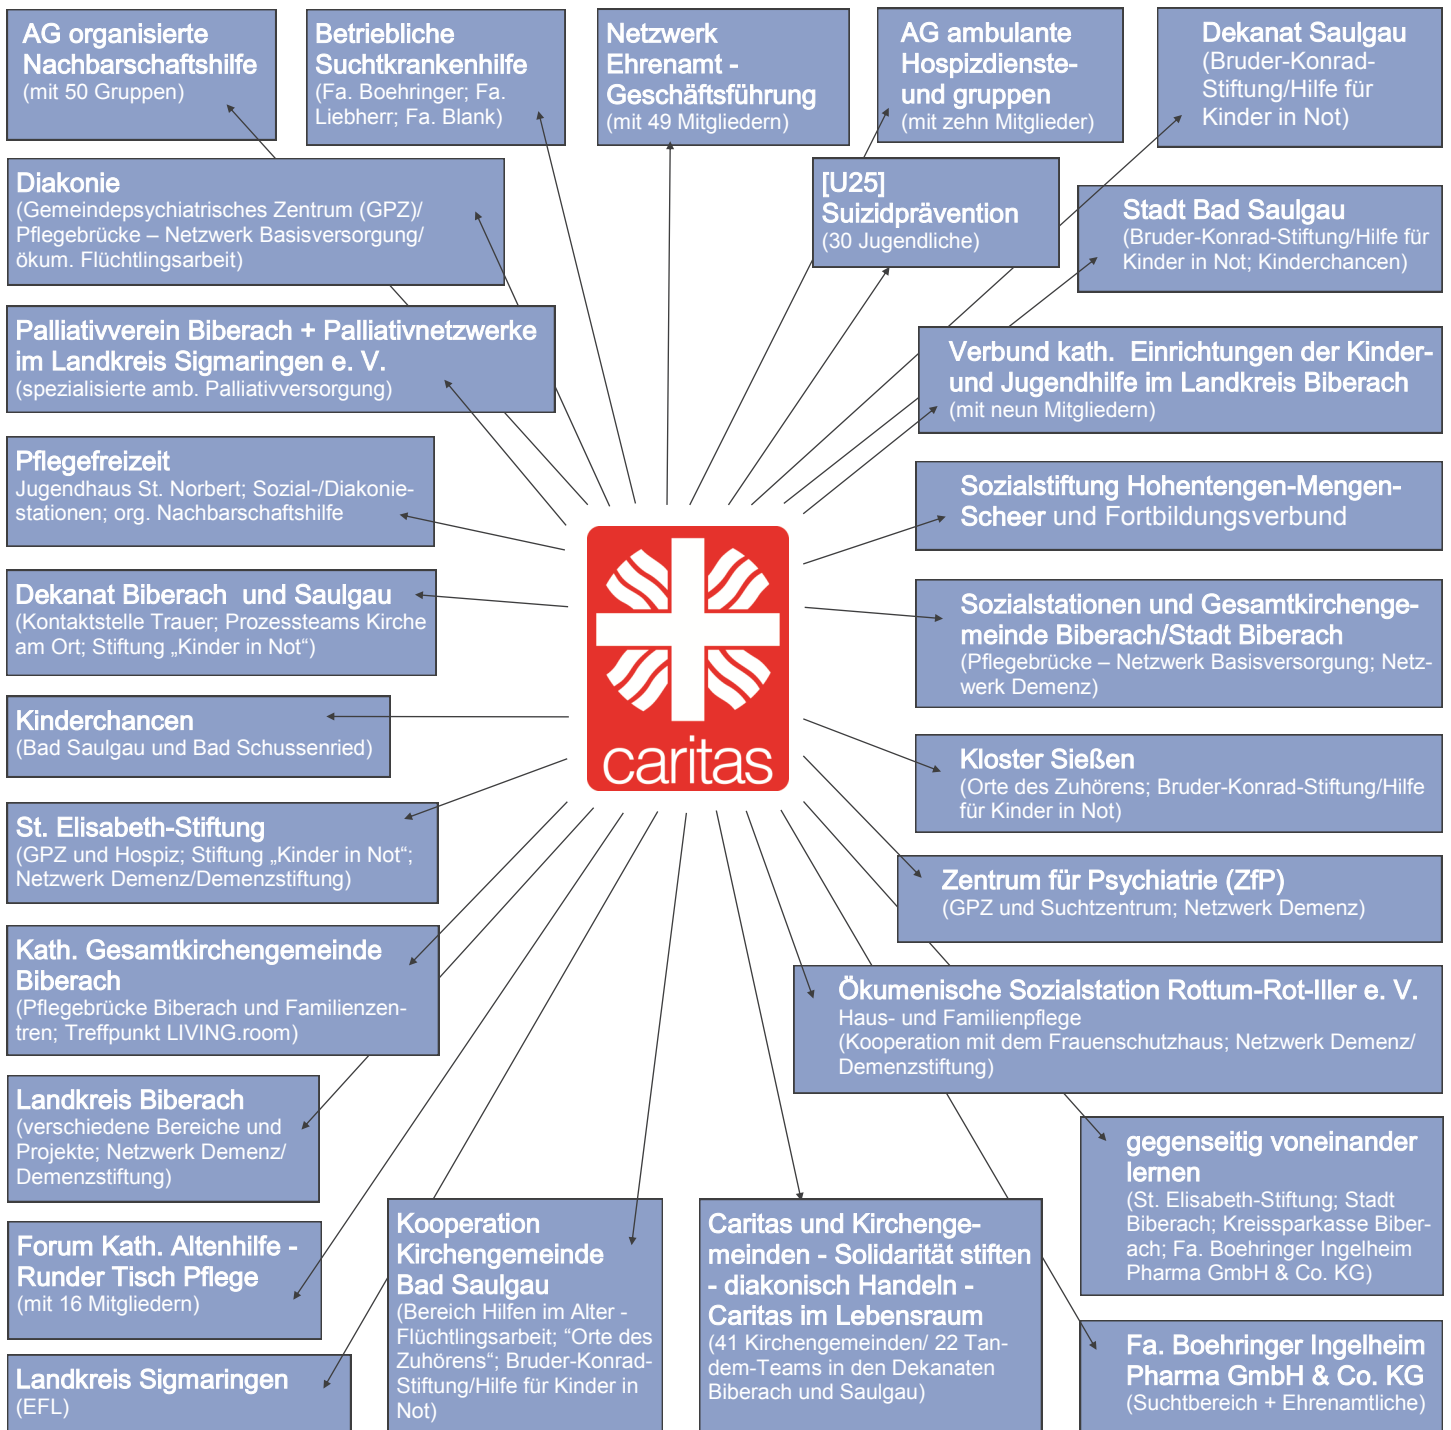 AG organisierte
Nachbarschaftshilfe
(mit 50 Gruppen)
Betriebliche
Suchtkrankenhilfe
(Fa. Boehringer; Fa.
Liebherr; Fa. Blank)
Netzwerk
Ehrenamt -
Geschäftsführung
(mit 49 Mitgliedern)
AG ambulante
Hospizdienste-
und gruppen
(mit zehn Mitglieder)
Dekanat Saulgau
(Bruder-Konrad-
Stiftung/Hilfe für
Kinder in Not)
Diakonie
(Gemeindepsychiatrisches Zentrum (GPZ)/
Pflegebrücke – Netzwerk Basisversorgung/
ökum. Flüchtlingsarbeit)
[U25]
Suizidprävention
(30 Jugendliche)
Stadt Bad Saulgau
(Bruder-Konrad-Stiftung/Hilfe für
Kinder in Not; Kinderchancen)
Palliativverein Biberach + Palliativnetzwerke
im Landkreis Sigmaringen e. V.
(spezialisierte amb. Palliativversorgung)
Verbund kath.  Einrichtungen der Kinder-
und Jugendhilfe im Landkreis Biberach
(mit neun Mitgliedern)
Pflegefreizeit
Jugendhaus St. Norbert; Sozial-/Diakonie-
stationen; org. Nachbarschaftshilfe
Sozialstiftung Hohentengen-Mengen-
Scheer und Fortbildungsverbund
Dekanat Biberach  und Saulgau
(Kontaktstelle Trauer; Prozessteams Kirche
am Ort; Stiftung „Kinder in Not“)
Sozialstationen und Gesamtkirchenge-
meinde Biberach/Stadt Biberach
(Pflegebrücke – Netzwerk Basisversorgung; Netz-
werk Demenz)
Kinderchancen
(Bad Saulgau und Bad Schussenried)
caritas
Kloster Sießen
(Orte des Zuhörens; Bruder-Konrad-Stiftung/Hilfe
für Kinder in Not)
St. Elisabeth-Stiftung
(GPZ und Hospiz; Stiftung „Kinder in Not“;
Netzwerk Demenz/Demenzstiftung)
Zentrum für Psychiatrie (ZfP)
(GPZ und Suchtzentrum; Netzwerk Demenz)
Kath. Gesamtkirchengemeinde
Biberach
(Pflegebrücke Biberach und Familienzen-
tren; Treffpunkt LIVING.room)
Ökumenische Sozialstation Rottum-Rot-Iller e. V.
Haus- und Familienpflege
(Kooperation mit dem Frauenschutzhaus; Netzwerk Demenz/
Demenzstiftung)
Landkreis Biberach
(verschiedene Bereiche und
Projekte; Netzwerk Demenz/
Demenzstiftung)
gegenseitig voneinander
lernen
(St. Elisabeth-Stiftung; Stadt
Biberach; Kreissparkasse Biber-
ach; Fa. Boehringer Ingelheim
Pharma GmbH & Co. KG)
Forum Kath. Altenhilfe -
Runder Tisch Pflege
(mit 16 Mitgliedern)
Kooperation
Kirchengemeinde
Bad Saulgau
(Bereich Hilfen im Alter -
Flüchtlingsarbeit; “Orte des
Zuhörens“; Bruder-Konrad-
Stiftung/Hilfe für Kinder in
Not)
Caritas und Kirchenge-
meinden - Solidarität stiften
- diakonisch Handeln -
Caritas im Lebensraum
(41 Kirchengemeinden/ 22 Tan-
dem-Teams in den Dekanaten
Biberach und Saulgau)
Landkreis Sigmaringen
(EFL)
Fa. Boehringer Ingelheim
Pharma GmbH & Co. KG
(Suchtbereich + Ehrenamtliche)